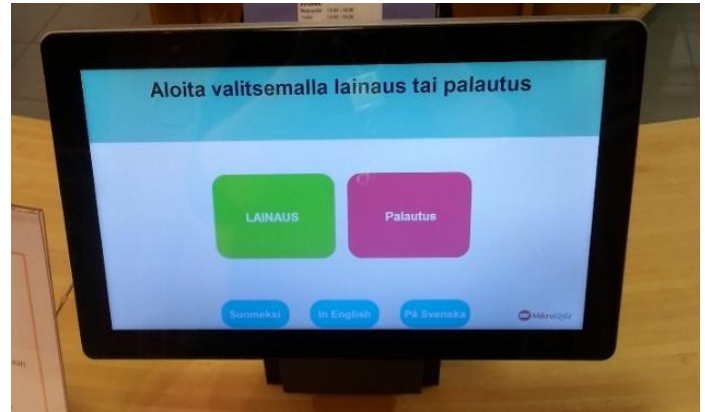 Aloita valitsemalla lainaus tai palautus
LAINAUS
Palautus
Suomeksi
In English
På Svenska
MikroVäylä